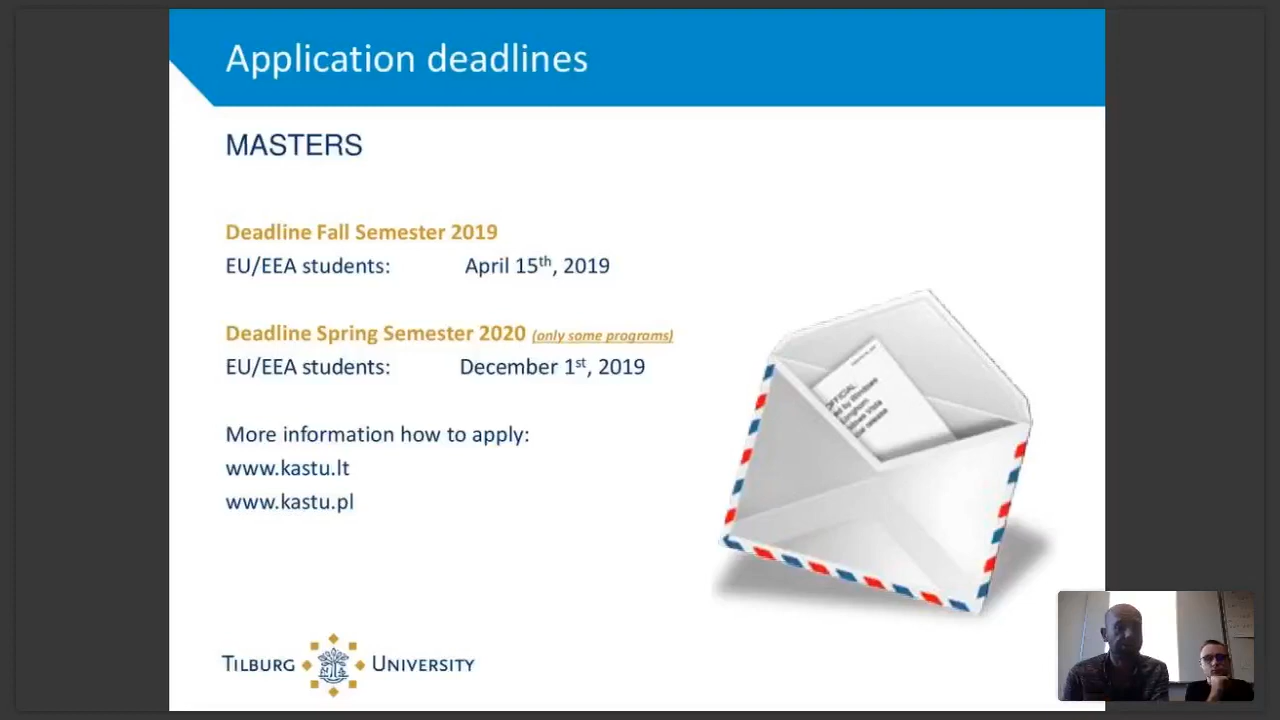 Application deadlines
MASTERS
Deadline Fall Semester 2019
EU/EEA students: April 15th, 2019
Deadline Spring Semester 2020 (only some programs)
EU/EEA students: December 1st, 2019
More information how to apply:
www.kastu.lt
www.kastu.pl
TILBURG UNIVERSITY